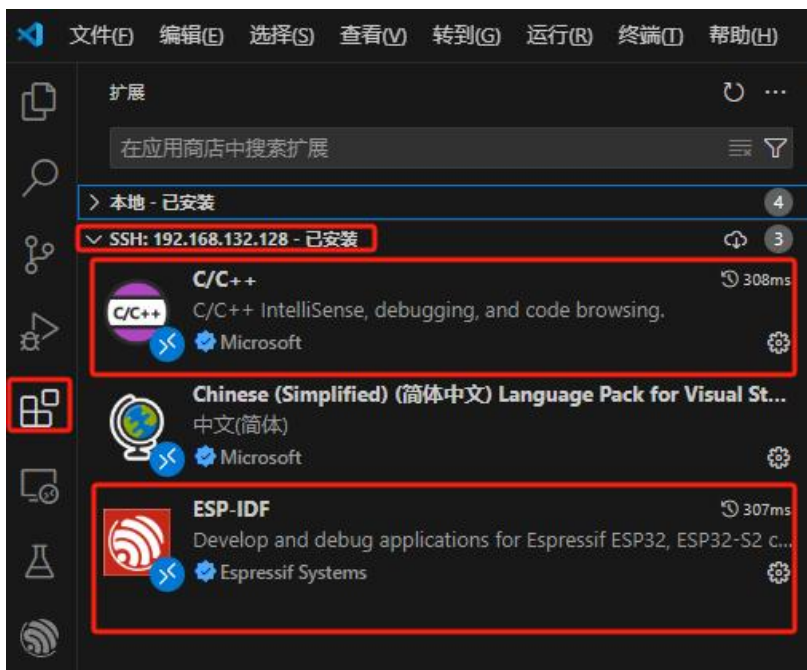 文件(F) 编辑(E) 选择(S) 查看(V) 转到(G) 运行(R) 终端(T) 帮助(H)
扩展
在应用商店中搜索扩展
本地 - 已安装 4
SSH: 192.168.132.128 - 已安装 3
C/C++ 308ms
C/C++
C/C++ IntelliSense, debugging, and code browsing.
Microsoft
Chinese (Simplified) (简体中文) Language Pack for Visual St...
中文(简体)
Microsoft
ESP-IDF 307ms
Develop and debug applications for Espressif ESP32, ESP32-S2 c...
Espressif Systems